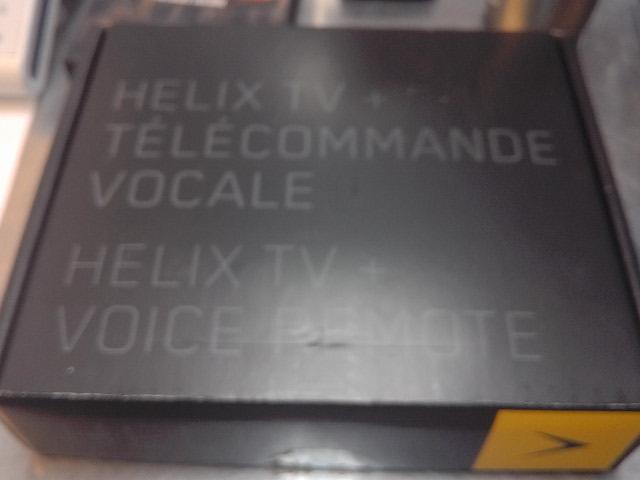 HELIX TV +
TÉLÉCOMMANDE
VOCALE
HELIX TV +
VOICE REMOTE